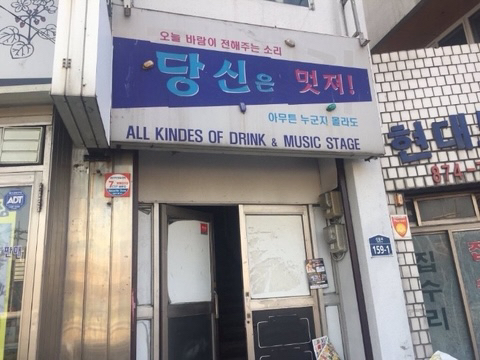 오늘 바람이 전해주는 소리
당신은 멋져!
아무튼 누군지 몰라도
ALL KINDES OF DRINK & MUSIC STAGE
현대
874-7
ADT
159-1
집수리